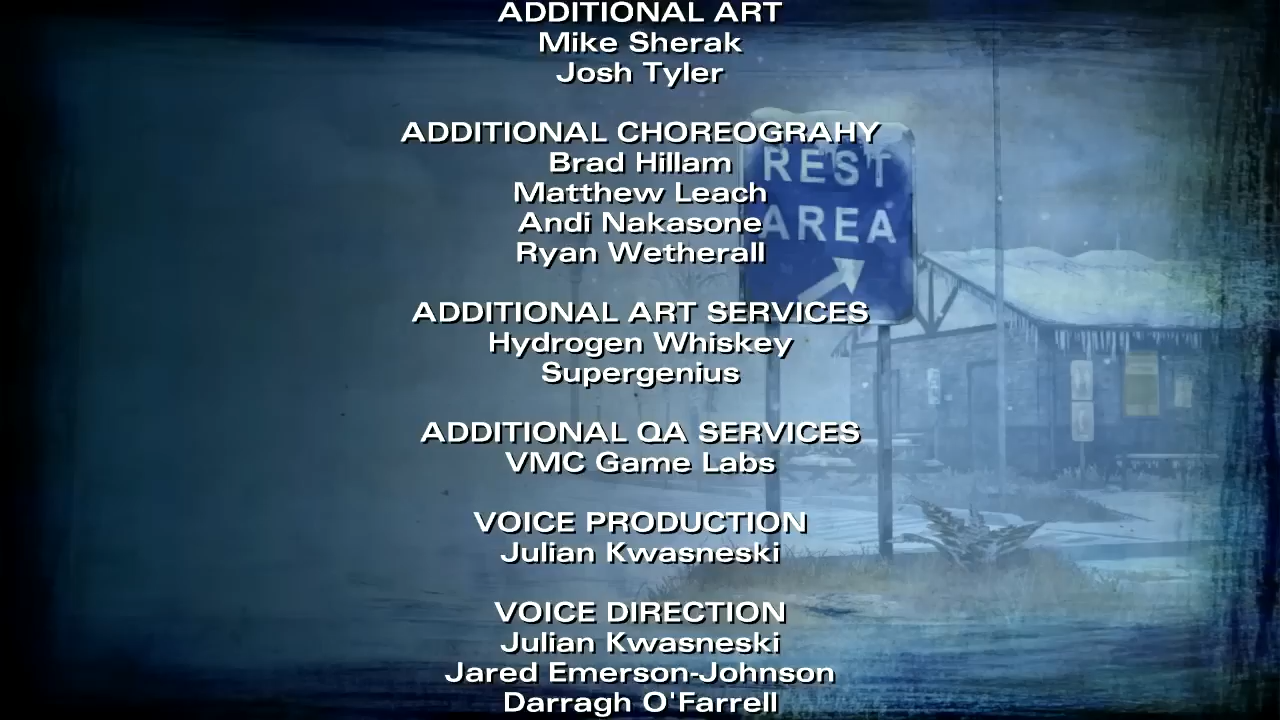 ADDITIONAL ART
Mike Sherak
Josh Tyler
ADDITIONAL CHOREOGRAHY
Brad Hillam
Matthew Leach
Andi Nakasone
Ryan Wetherall
ADDITIONAL ART SERVICES
Hydrogen Whiskey
Supergenius
ADDITIONAL QA SERVICES
VMC Game Labs
VOICE PRODUCTION
Julian Kwasneski
VOICE DIRECTION
Julian Kwasneski
Jared Emerson-Johnson
Darragh O'Farrell
REST
AREA